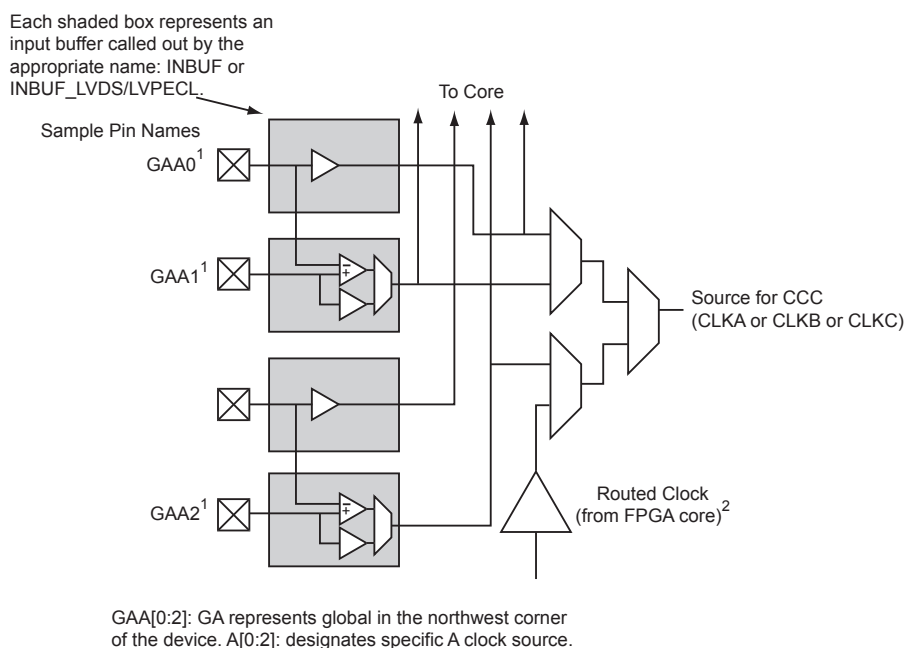 Each shaded box represents an
input buffer called out by the
appropriate name: INBUF or
INBUF_LVDS/LVPECL.
To Core
Sample Pin Names
GAA0¹
+
GAA1¹
Source for CCC
(CLKA or CLKB or CLKC)
+
GAA2¹
Routed Clock
(from FPGA core)²
GAA[0:2]: GA represents global in the northwest corner
of the device. A[0:2]: designates specific A clock source.